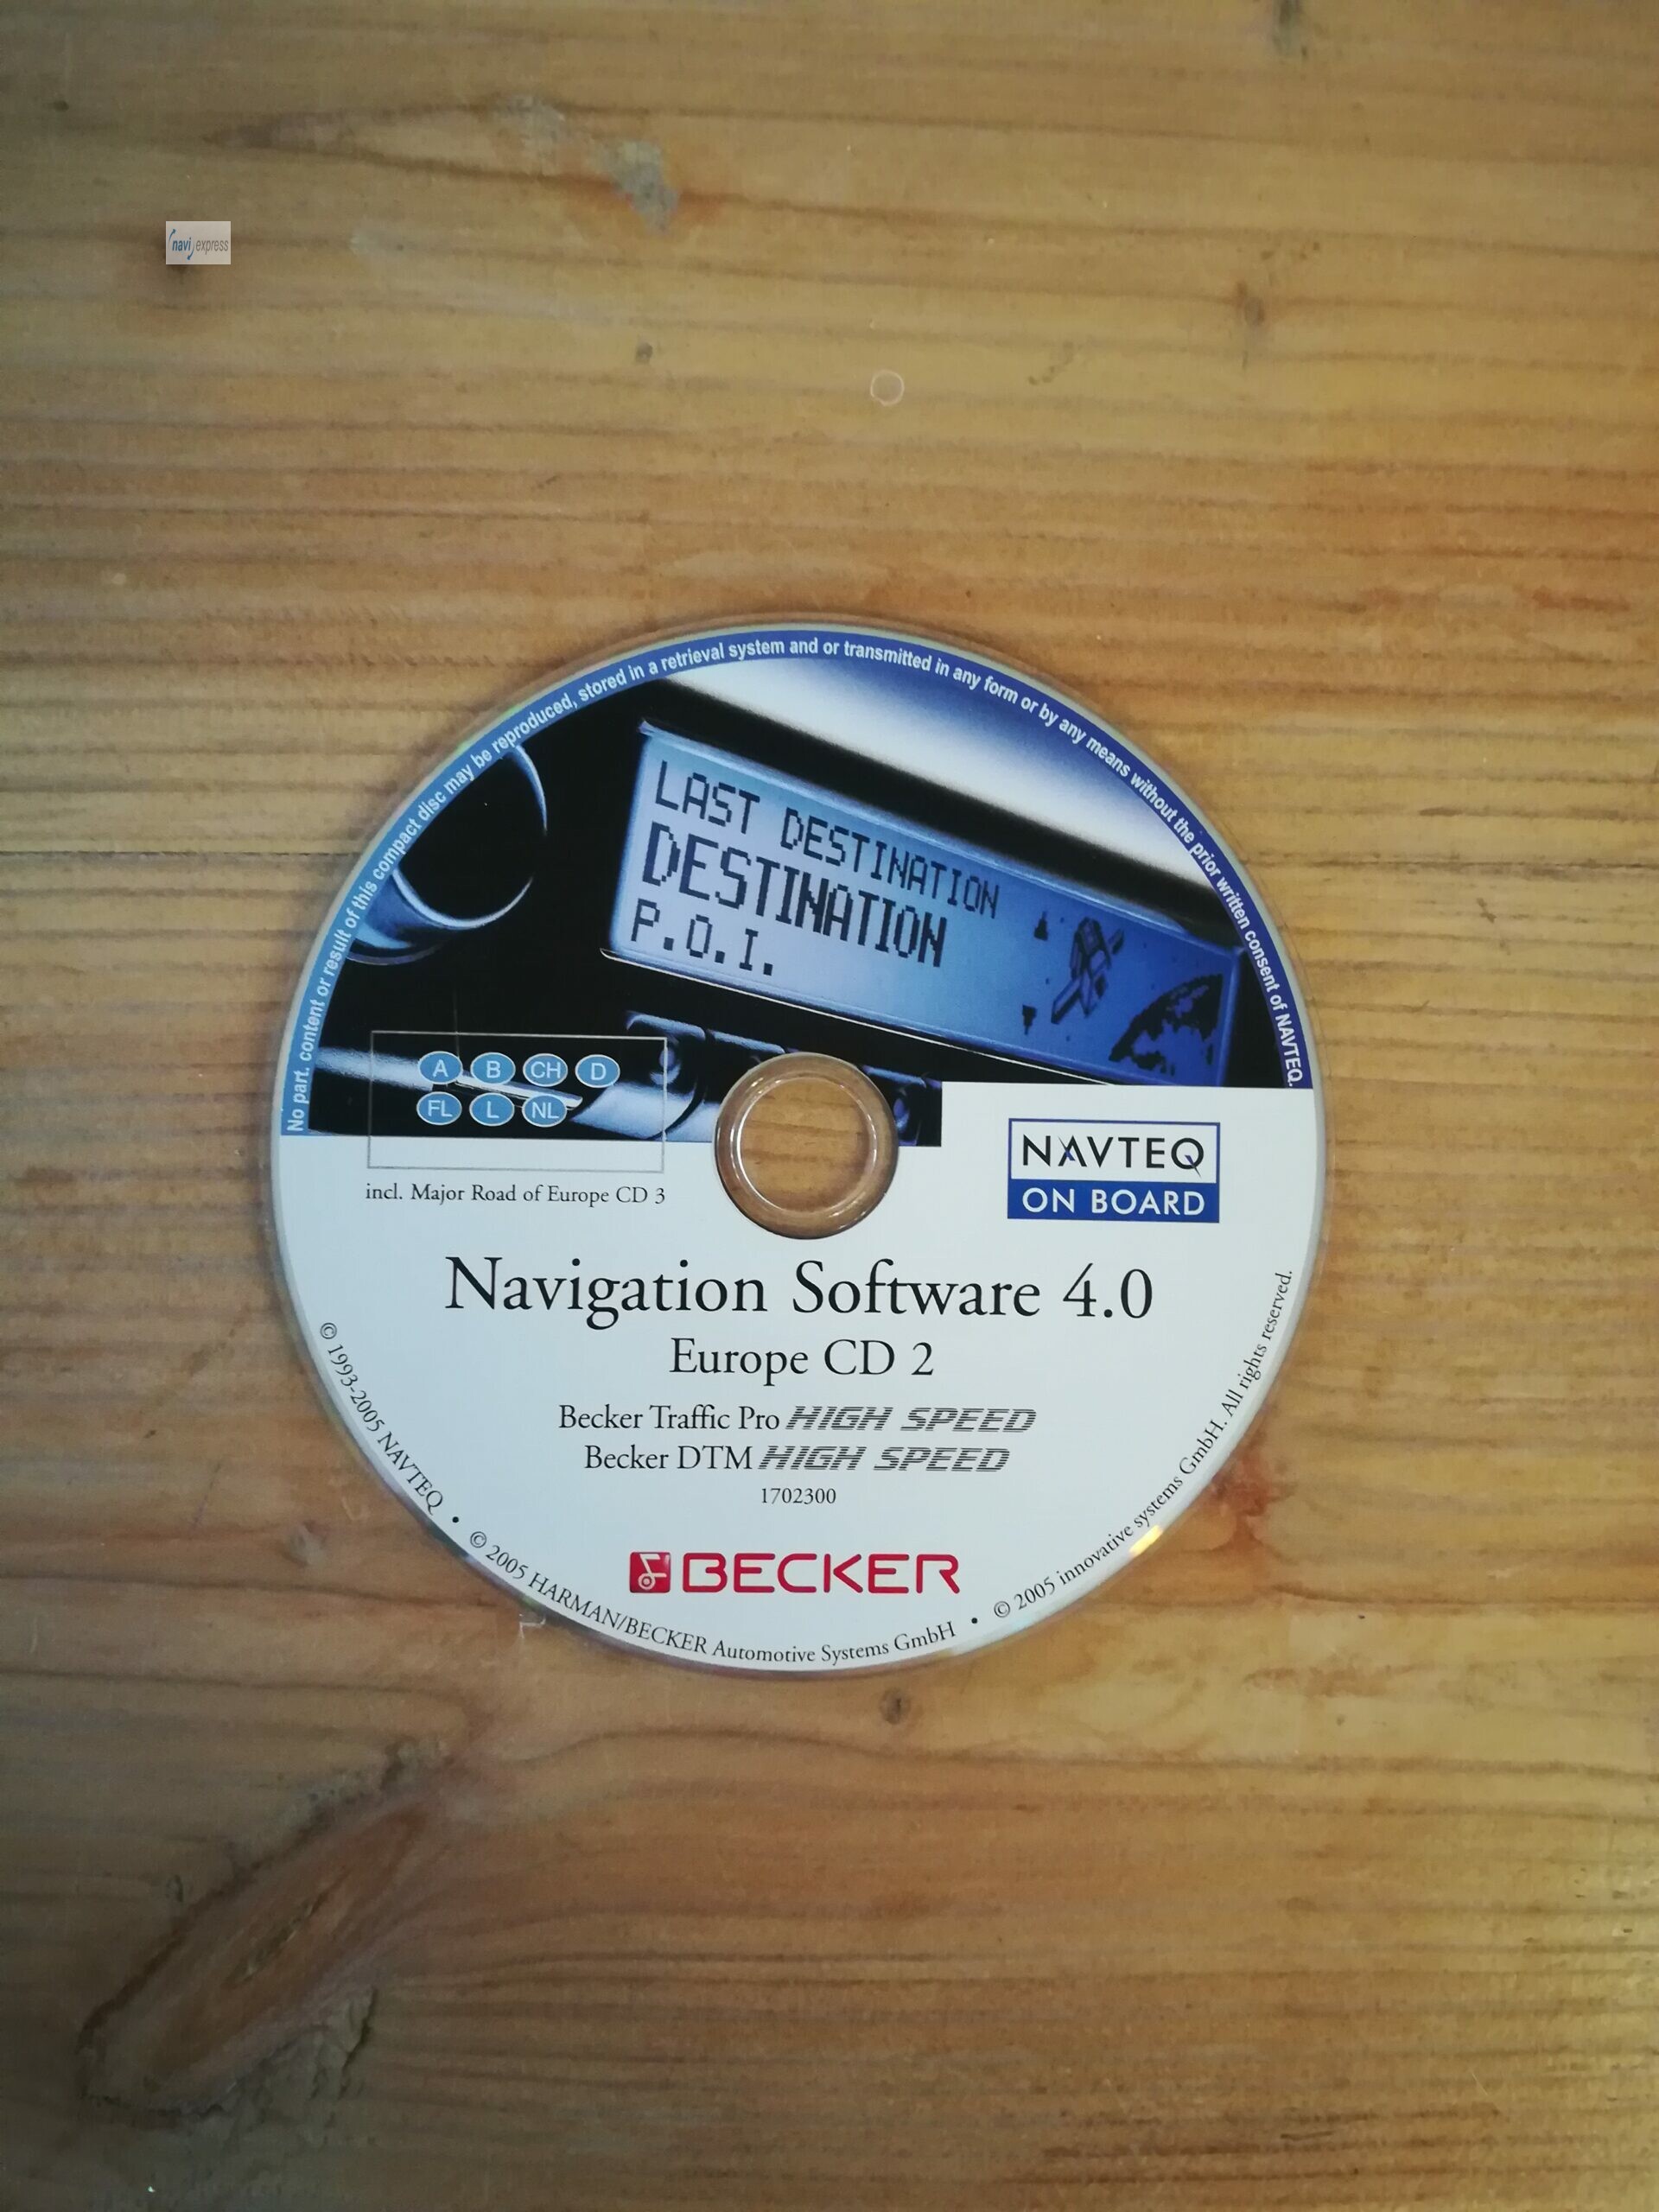 navi express
No part. content or result of this compact disc may be reproduced, stored in a retrieval system and or transmitted in any form or by any means without the prior written consent of NAVTEQ.
LAST DESTINATION
DESTINATION
P.O.I.
A B CH D
FL L NL
incl. Major Road of Europe CD 3
NAVTEQ
ON BOARD
Navigation Software 4.0
Europe CD 2
Becker Traffic Pro HIGH SPEED
Becker DTM HIGH SPEED
1702300
BECKER
© 1993-2005 NAVTEQ • © 2005 HARMAN/BECKER Automotive Systems GmbH • © 2005 innovative systems GmbH. All rights reserved.